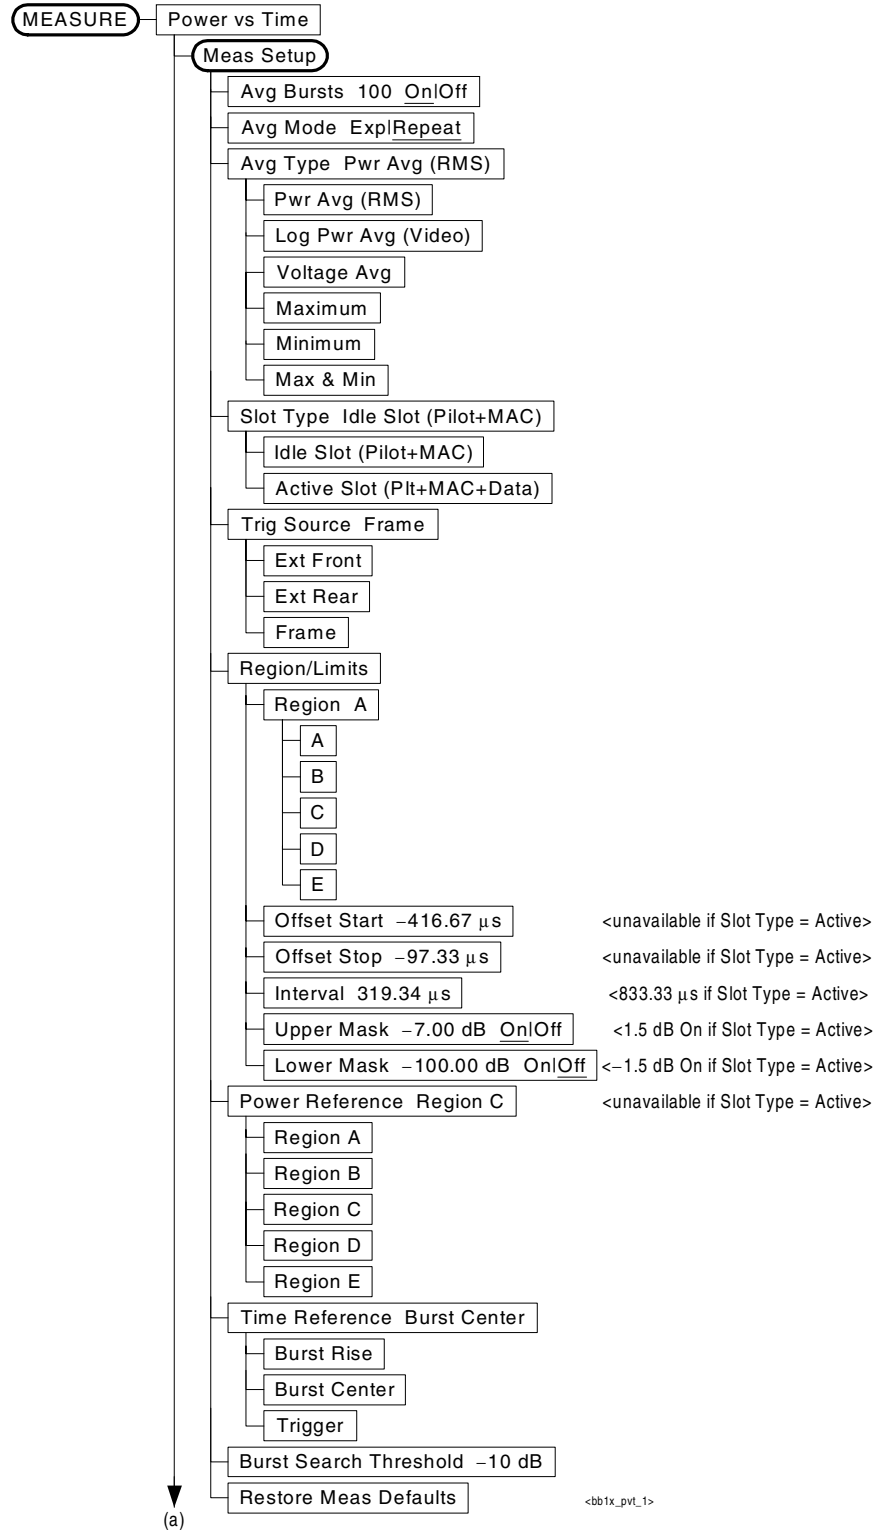 MEASURE Power vs Time
Meas Setup
Avg Bursts 100 On|Off
Avg Mode Exp|Repeat
Avg Type Pwr Avg (RMS)
Pwr Avg (RMS)
Log Pwr Avg (Video)
Voltage Avg
Maximum
Minimum
Max & Min
Slot Type Idle Slot (Pilot+MAC)
Idle Slot (Pilot+MAC)
Active Slot (Plt+MAC+Data)
Trig Source Frame
Ext Front
Ext Rear
Frame
Region/Limits
Region A
A
B
C
D
E
Offset Start −416.67 μs <unavailable if Slot Type = Active>
Offset Stop −97.33 μs <unavailable if Slot Type = Active>
Interval 319.34 μs <833.33 μs if Slot Type = Active>
Upper Mask −7.00 dB On|Off <1.5 dB On if Slot Type = Active>
Lower Mask −100.00 dB On|Off <−1.5 dB On if Slot Type = Active>
Power Reference Region C <unavailable if Slot Type = Active>
Region A
Region B
Region C
Region D
Region E
Time Reference Burst Center
Burst Rise
Burst Center
Trigger
Burst Search Threshold −10 dB
Restore Meas Defaults <bb1x_pvt_1>
(a)